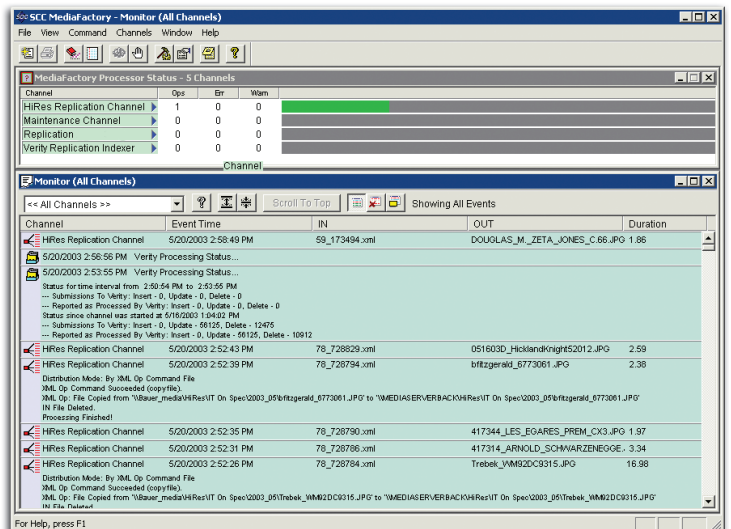 SCC MediaFactory - Monitor (All Channels)
File View Command Channels Window Help
MediaFactory Processor Status - 5 Channels
Channel Ops Err Warn
HiRes Replication Channel 1 0 0
Maintenance Channel 0 0 0
Replication 0 0 0
Verity Replication Indexer 0 0 0
Channel
Monitor (All Channels)
<< All Channels >> Scroll To Top Showing All Events
Channel Event Time IN OUT Duration
HiRes Replication Channel 5/20/2003 2:58:49 PM 59_173494.xml DOUGLAS_M._ZETA_JONES_C.66.JPG 1.86
5/20/2003 2:56:56 PM Verity Processing Status...
5/20/2003 2:53:55 PM Verity Processing Status...
Status for time interval from 2:50:54 PM to 2:53:55 PM
--- Submissions To Verity: Insert - 0, Update - 0, Delete - 0
--- Reported as Processed By Verity: Insert - 0, Update - 0, Delete - 0
Status since channel was started at 5/16/2003 1:04:02 PM
--- Submissions To Verity: Insert - 0, Update - 56125, Delete - 12475
--- Reported as Processed By Verity: Insert - 0, Update - 56125, Delete - 10912
HiRes Replication Channel 5/20/2003 2:52:43 PM 78_728829.xml 051603D_HicklandKnight52012.JPG 2.59
HiRes Replication Channel 5/20/2003 2:52:39 PM 78_728794.xml bfitzgerald_6773061.JPG 2.38
Distribution Mode: By XML Op Command File
XML Op Command Succeeded (copyfile).
XML Op: File Copied from '\\Bauer_media\HiRes\IT On Spec\2003_05\bfitzgerald_6773061.JPG' to '\\MEDIASERVERBACK\HiRes\IT On Spec\2003_05\bfitzgerald_6773061.JPG'
IN File Deleted.
Processing Finished!
HiRes Replication Channel 5/20/2003 2:52:35 PM 78_728790.xml 417344_LES_EGARES_PREM_CX3.JPG 1.97
HiRes Replication Channel 5/20/2003 2:52:31 PM 78_728786.xml 417314_ARNOLD_SCHWARZENEGGE. 3.34
HiRes Replication Channel 5/20/2003 2:52:26 PM 78_728784.xml Trebek_WM92DC9315.JPG 16.98
Distribution Mode: By XML Op Command File
XML Op Command Succeeded (copyfile).
XML Op: File Copied from '\\Bauer_media\HiRes\IT On Spec\2003_05\Trebek_WM92DC9315.JPG' to '\\MEDIASERVERBACK\HiRes\IT On Spec\2003_05\Trebek_WM92DC9315.JPG'
IN File Deleted.
For Help, press F1